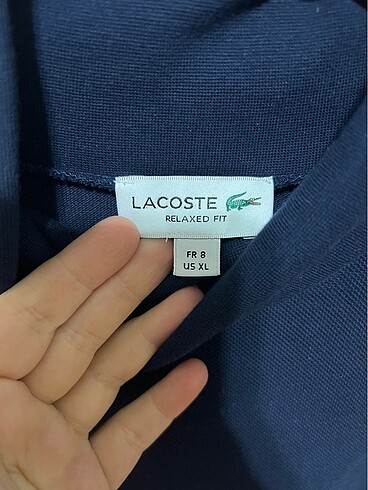 LACOSTE
RELAXED FIT
FR 8
US XL